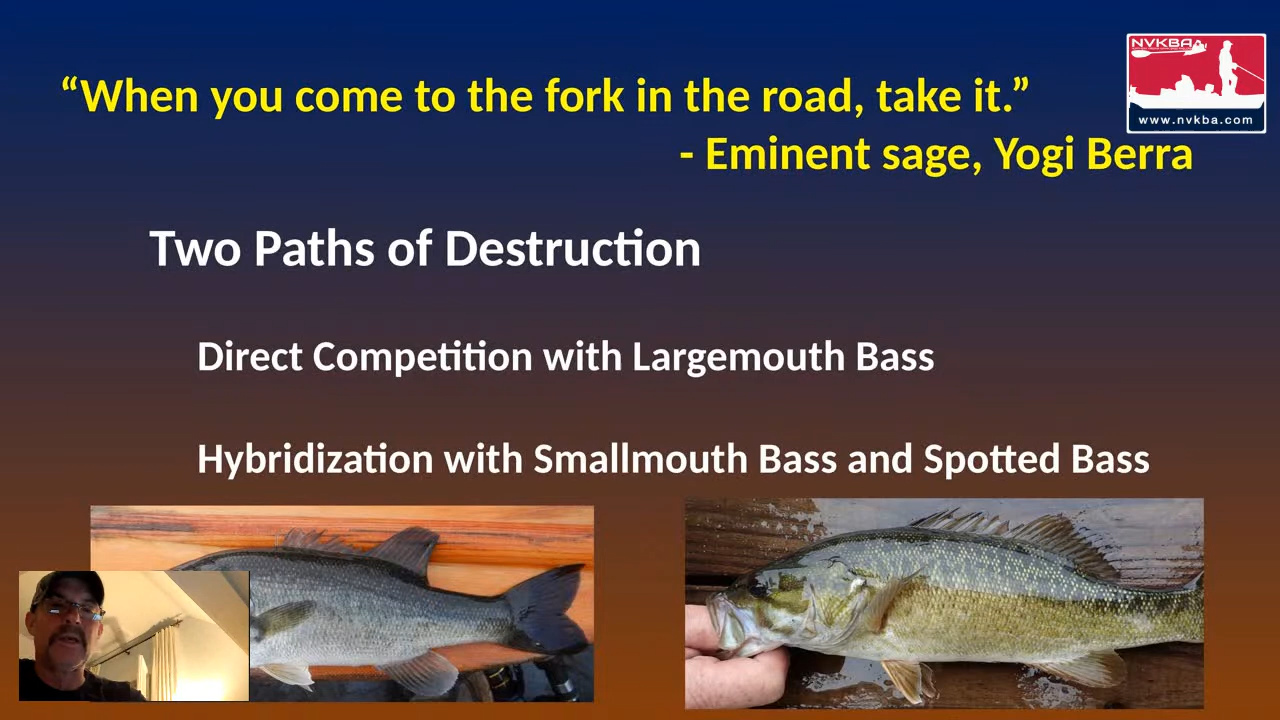 “When you come to the fork in the road, take it.”
- Eminent sage, Yogi Berra
NVKBA
www.nvkba.com
Two Paths of Destruction
Direct Competition with Largemouth Bass
Hybridization with Smallmouth Bass and Spotted Bass